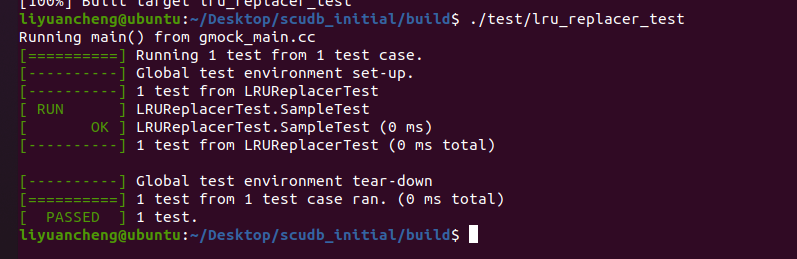 [100%] Built target lru_replacer_test
liyuancheng@ubuntu:~/Desktop/scudb_initial/build$ ./test/lru_replacer_test
Running main() from gmock_main.cc
[==========] Running 1 test from 1 test case.
[----------] Global test environment set-up.
[----------] 1 test from LRUReplacerTest
[ RUN      ] LRUReplacerTest.SampleTest
[       OK ] LRUReplacerTest.SampleTest (0 ms)
[----------] 1 test from LRUReplacerTest (0 ms total)
[----------] Global test environment tear-down
[==========] 1 test from 1 test case ran. (0 ms total)
[  PASSED  ] 1 test.
liyuancheng@ubuntu:~/Desktop/scudb_initial/build$